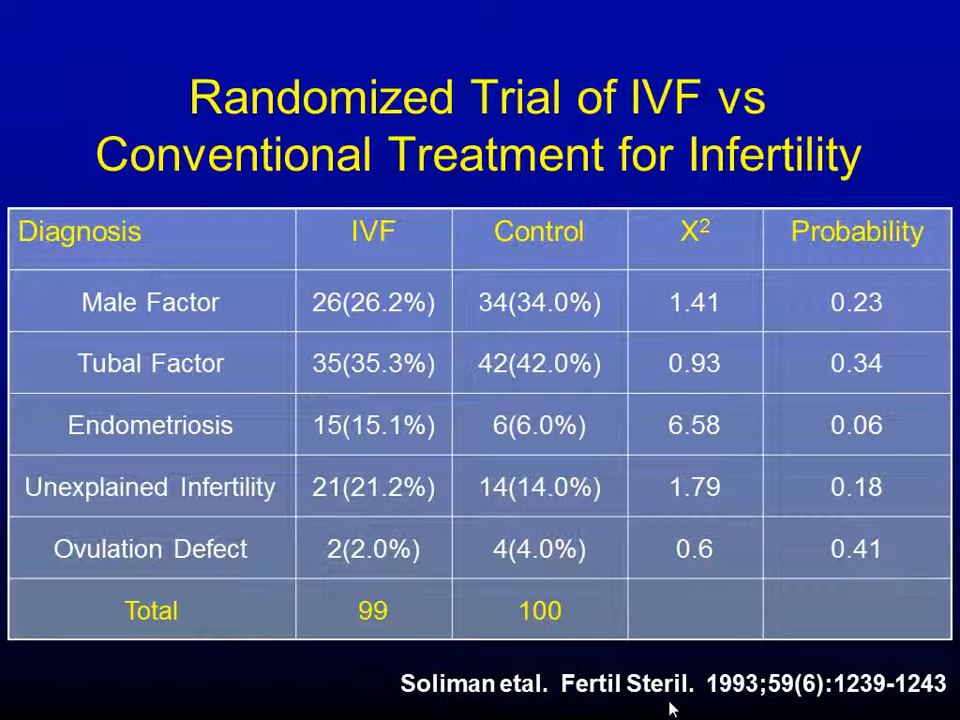 Randomized Trial of IVF vs
Conventional Treatment for Infertility
Diagnosis IVF Control X² Probability
Male Factor 26(26.2%) 34(34.0%) 1.41 0.23
Tubal Factor 35(35.3%) 42(42.0%) 0.93 0.34
Endometriosis 15(15.1%) 6(6.0%) 6.58 0.06
Unexplained Infertility 21(21.2%) 14(14.0%) 1.79 0.18
Ovulation Defect 2(2.0%) 4(4.0%) 0.6 0.41
Total 99 100
Soliman etal. Fertil Steril. 1993;59(6):1239-1243